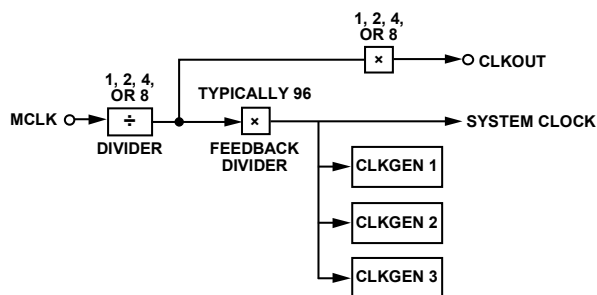 1, 2, 4,
OR 8
×
CLKOUT
1, 2, 4,
OR 8
TYPICALLY 96
MCLK
÷
×
SYSTEM CLOCK
DIVIDER
FEEDBACK
DIVIDER
CLKGEN 1
CLKGEN 2
CLKGEN 3